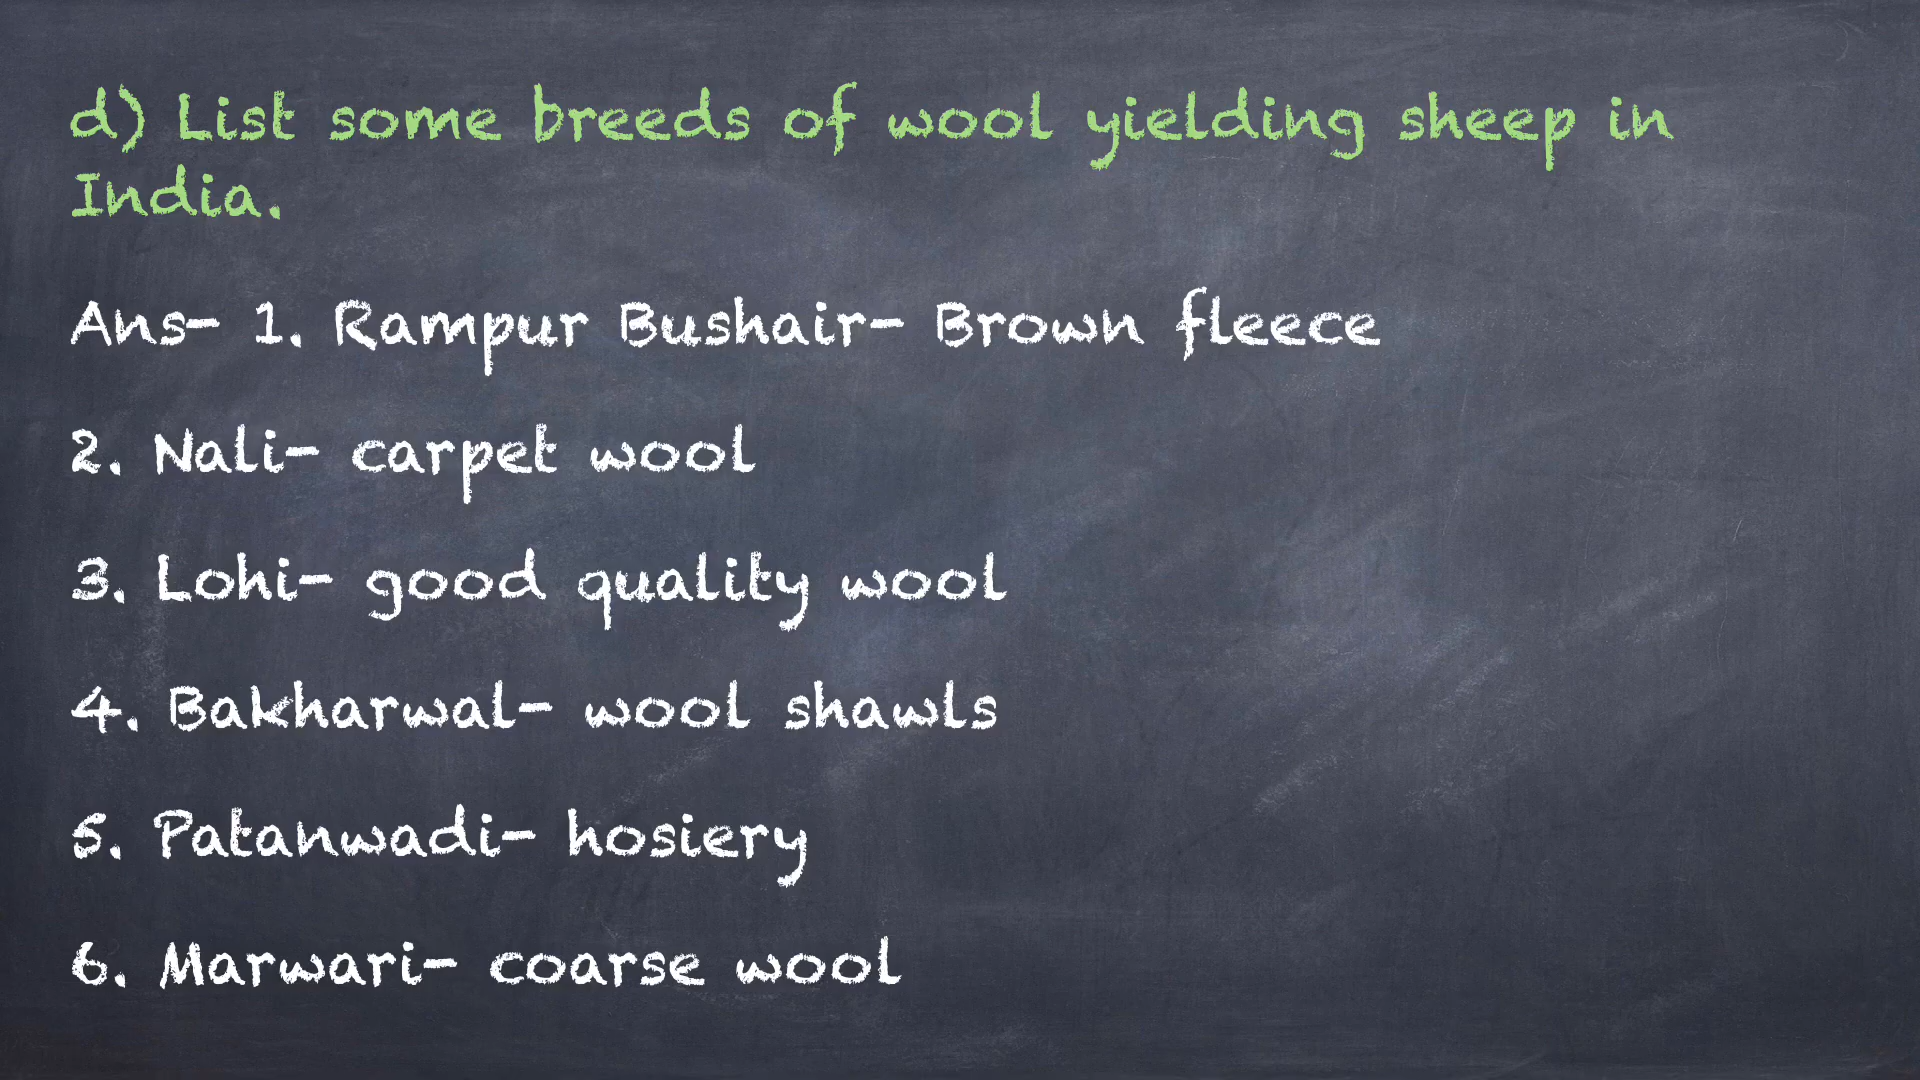 d) List some breeds of wool yielding sheep in
India.
Ans- 1. Rampur Bushair- Brown fleece
2. Nali- carpet wool
3. Lohi- good quality wool
4. Bakharwal- wool shawls
5. Patanwadi- hosiery
6. Marwari- coarse wool